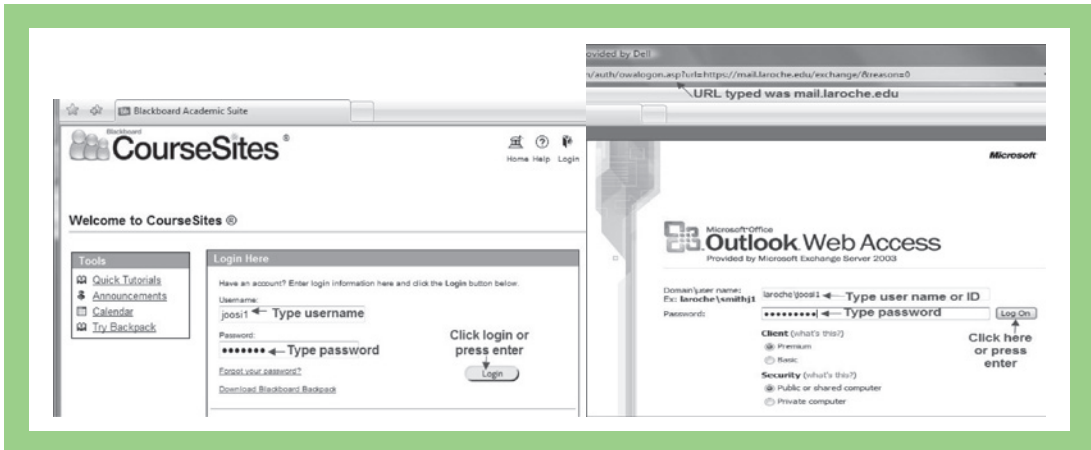 Blackboard Academic Suite
Blackboard
CourseSites ®
Home Help Login
Welcome to CourseSites ®
Tools
Quick Tutorials
Announcements
Calendar
Try Backpack
Login Here
Have an account? Enter login information here and click the Login button below.
Username:
joosi1 Type username
Password:
••••••• Type password
Forgot your password?
Download Blackboard Backpack
Click login or
press enter
Login
ovided by Dell
n/auth/owalogon.asp?url=https://mail.laroche.edu/exchange/&reason=0
URL typed was mail.laroche.edu
Microsoft
Microsoft Office
Outlook Web Access
Provided by Microsoft Exchange Server 2003
Domain\user name:
Ex: laroche\smithj1
laroche\joosi1 Type user name or ID
Password:
••••••••• Type password
Log On
Click here
or press
enter
Client (what's this?)
Premium
Basic
Security (what's this?)
Public or shared computer
Private computer